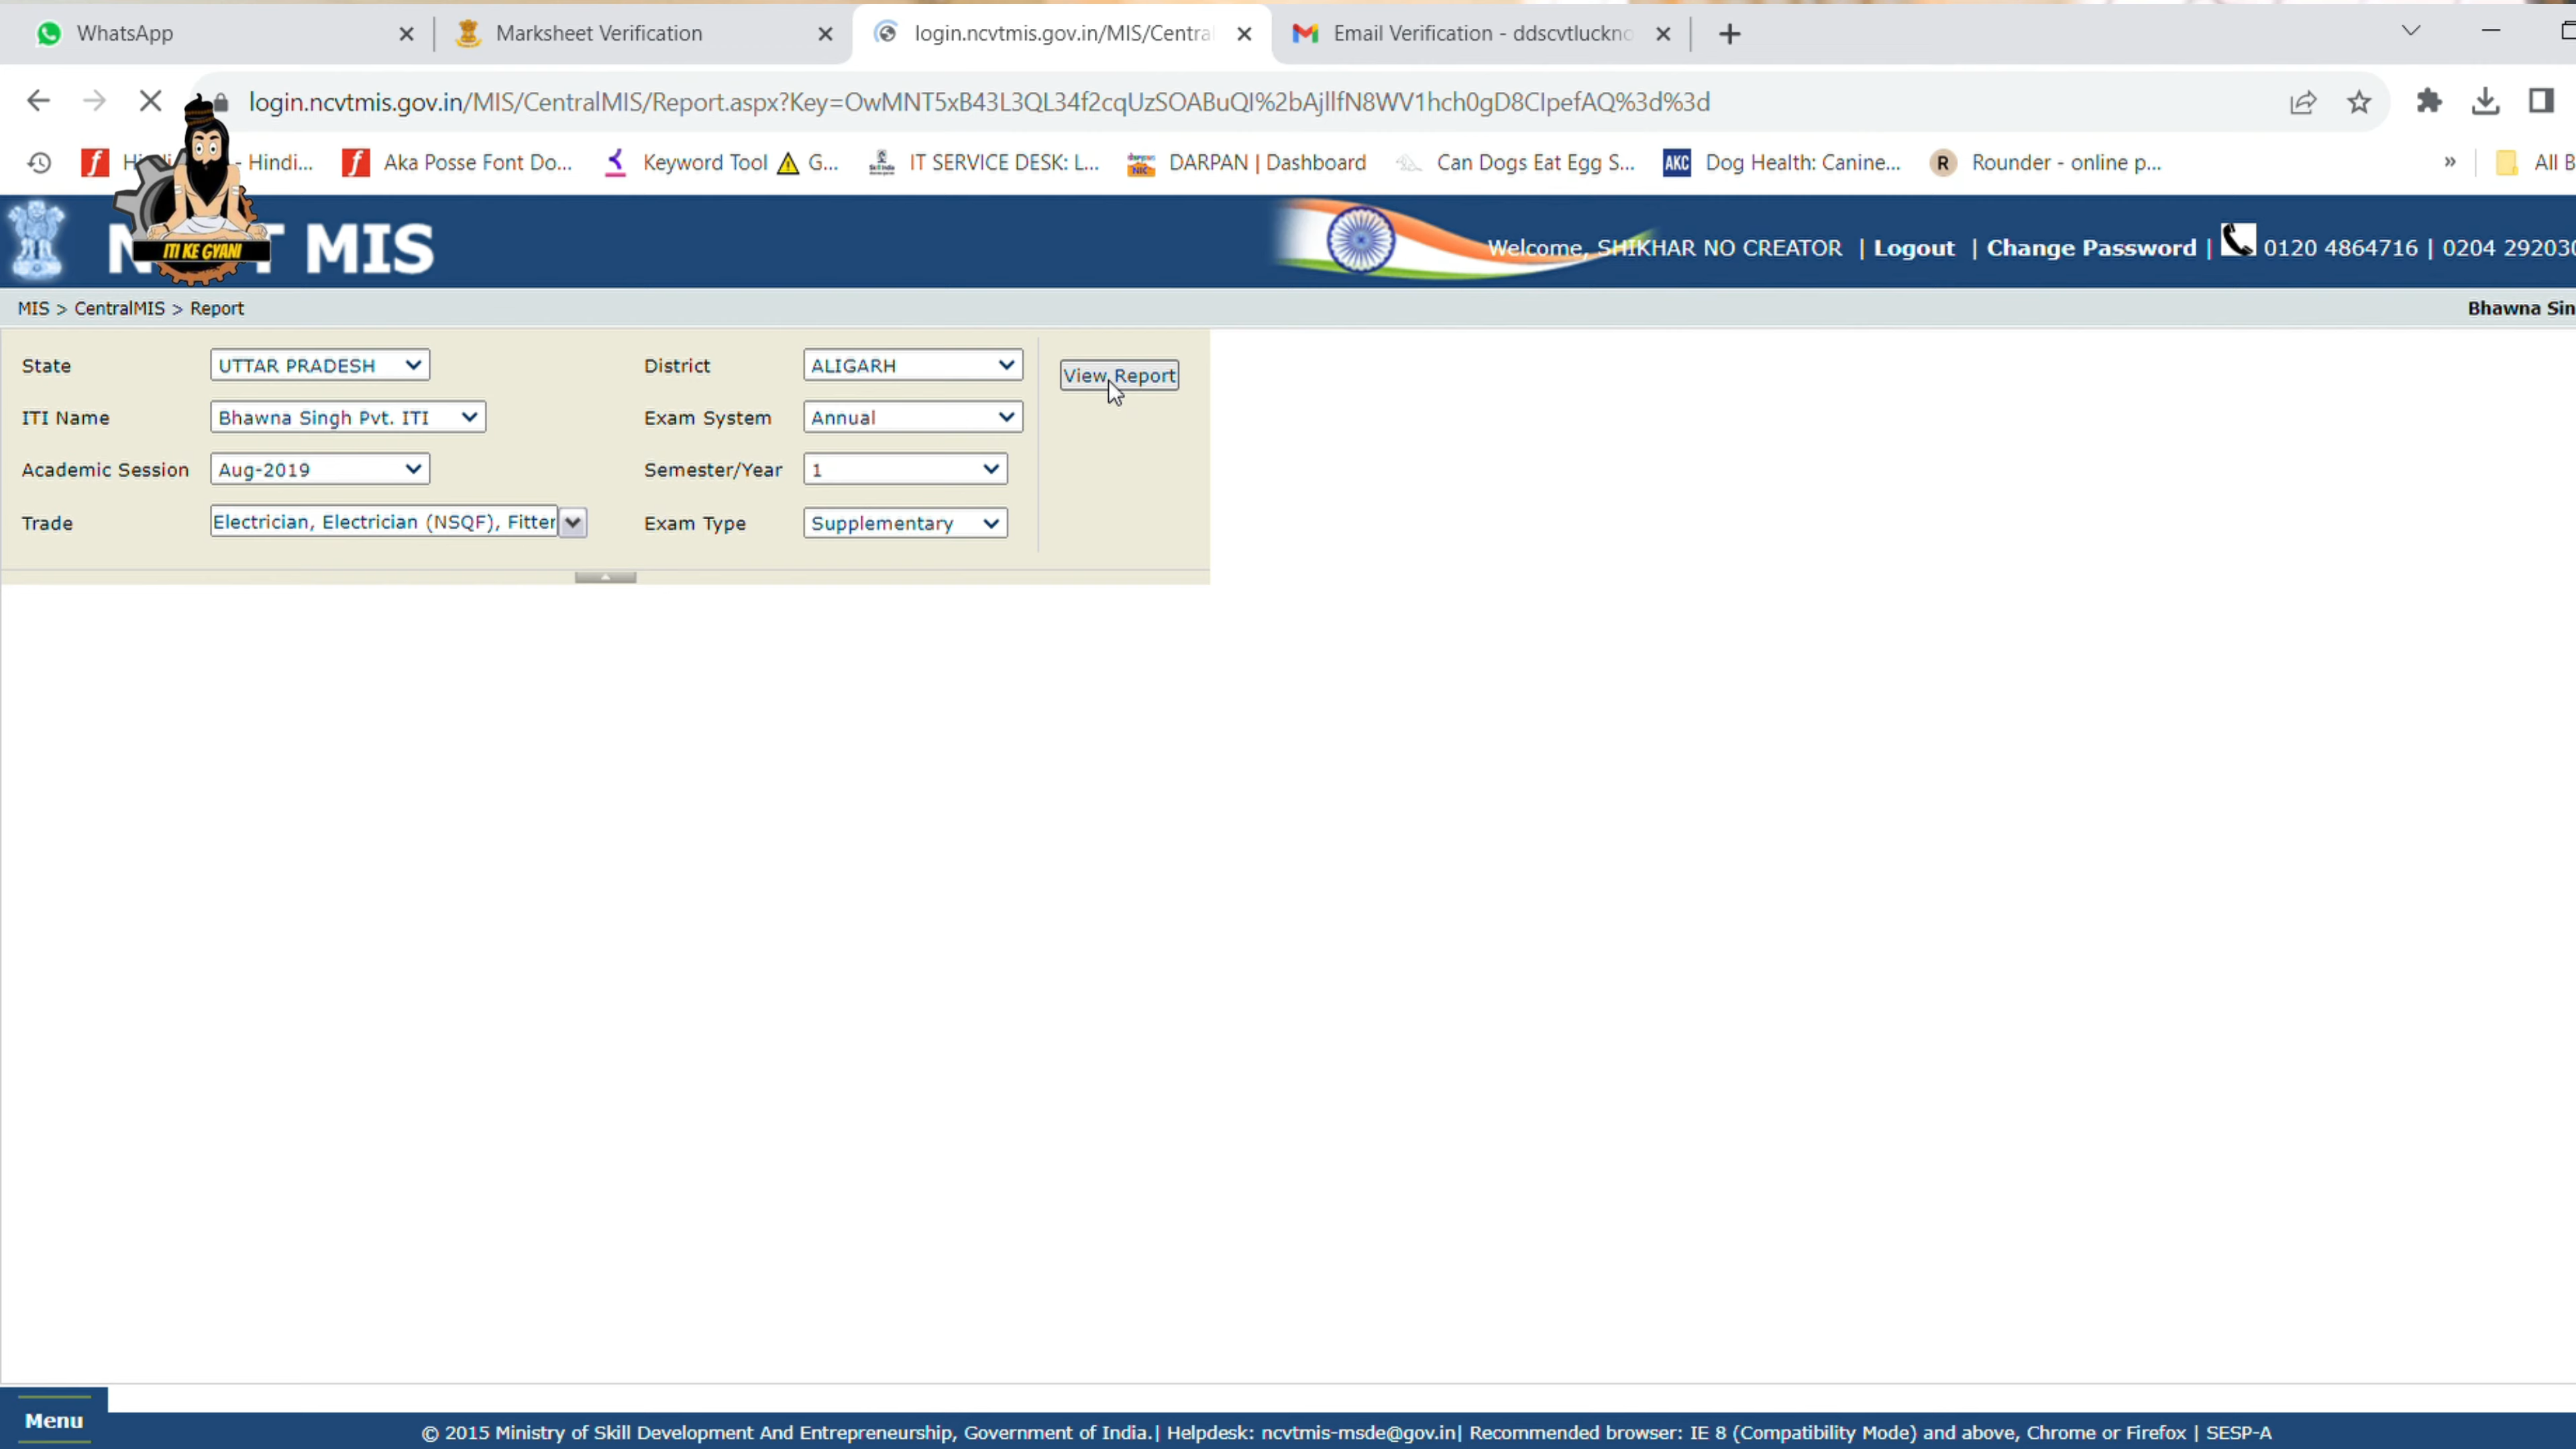 WhatsApp
Marksheet Verification
login.ncvtmis.gov.in/MIS/Centra
Email Verification - ddscvtluckno
login.ncvtmis.gov.in/MIS/CentralMIS/Report.aspx?Key=OwMNT5xB43L3QL34f2cqUzSOABuQI%2bAjllfN8WV1hch0gD8CIpefAQ%3d%3d
- Hindi...
Aka Posse Font Do...
Keyword Tool ⚠ G...
IT SERVICE DESK: L...
DARPAN | Dashboard
Can Dogs Eat Egg S...
AKC Dog Health: Canine...
R Rounder - online p...
» All B
MIS
ITI KE GYANI
Welcome, SHIKHAR NO CREATOR | Logout | Change Password | 0120 4864716 | 0204 292030
MIS > CentralMIS > Report
Bhawna Sin
State UTTAR PRADESH District ALIGARH View Report
ITI Name Bhawna Singh Pvt. ITI Exam System Annual
Academic Session Aug-2019 Semester/Year 1
Trade Electrician, Electrician (NSQF), Fitter Exam Type Supplementary
Menu
© 2015 Ministry of Skill Development And Entrepreneurship, Government of India.| Helpdesk: ncvtmis-msde@gov.in| Recommended browser: IE 8 (Compatibility Mode) and above, Chrome or Firefox | SESP-A